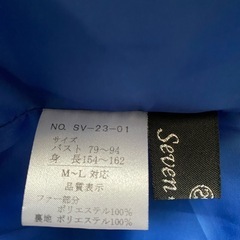 NO. SV-23-01
サイズ
バスト 79~94
身 長154~162
M~L 対応
品質表示
ファー部分
ポリエステル100%
裏地 ポリエステル100%
Seven